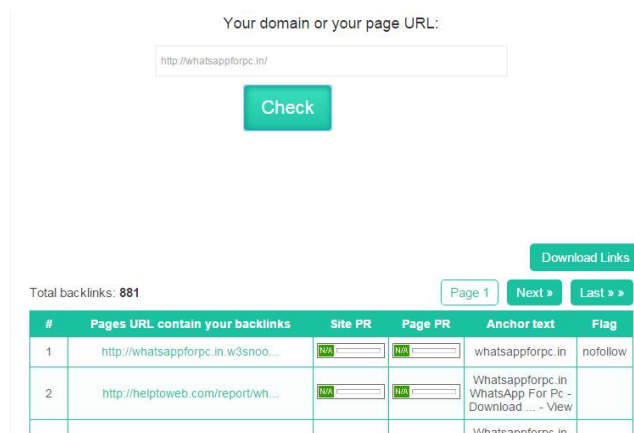 Your domain or your page URL:
http://whatsappforpc.in/
Check
Download Links
Total backlinks: 881
Page 1
Next »
Last » »
# Pages URL contain your backlinks Site PR Page PR Anchor text Flag
1 http://whatsappforpc.in.w3snoo... N/A N/A whatsappforpc.in nofollow
2 http://helptoweb.com/report/wh... N/A N/A Whatsappforpc.in
WhatsApp For Pc -
Download ... - View
Whatsappforpc.in